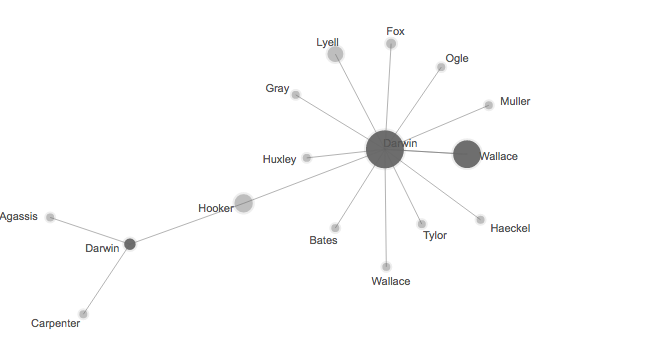 Fox
Lyell
Ogle
Gray
Muller
Darwin
Wallace
Huxley
Hooker
Agassis
Darwin
Bates
Tylor
Haeckel
Wallace
Carpenter